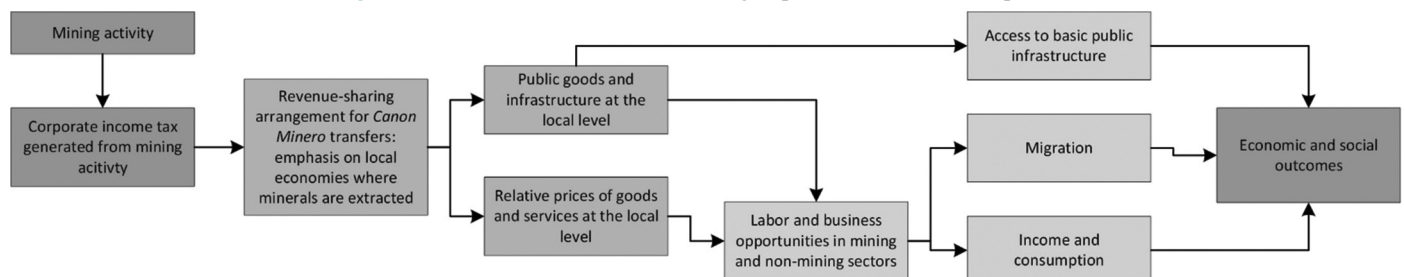 Mining activity
Corporate income tax
generated from mining
acitivty
Revenue-sharing
arrangement for Canon
Minero transfers:
emphasis on local
economies where
minerals are extracted
Public goods and
infrastructure at the
local level
Relative prices of goods
and services at the local
level
Labor and business
opportunities in mining
and non-mining sectors
Access to basic public
infrastructure
Migration
Income and
consumption
Economic and social
outcomes